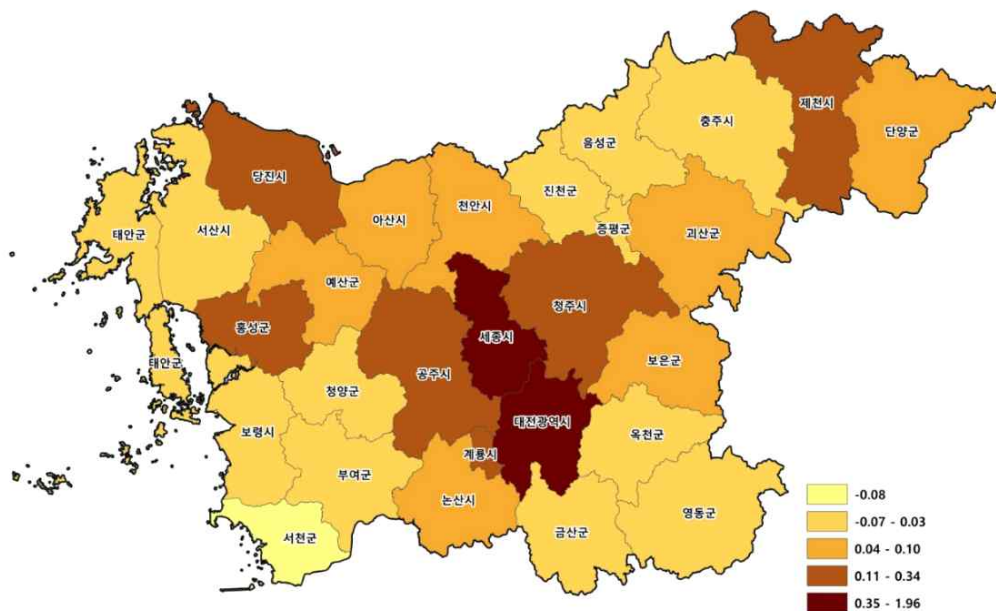 제천시
충주시
단양군
음성군
당진시
진천군
천안시
아산시
증평군
태안군
서산시
괴산군
예산군
청주시
홍성군
세종시
보은군
태안군
공주시
청양군
대전광역시
보령시
옥천군
계룡시
부여군
논산시
영동군
금산군
서천군
-0.08
-0.07 - 0.03
0.04 - 0.10
0.11 - 0.34
0.35 - 1.96